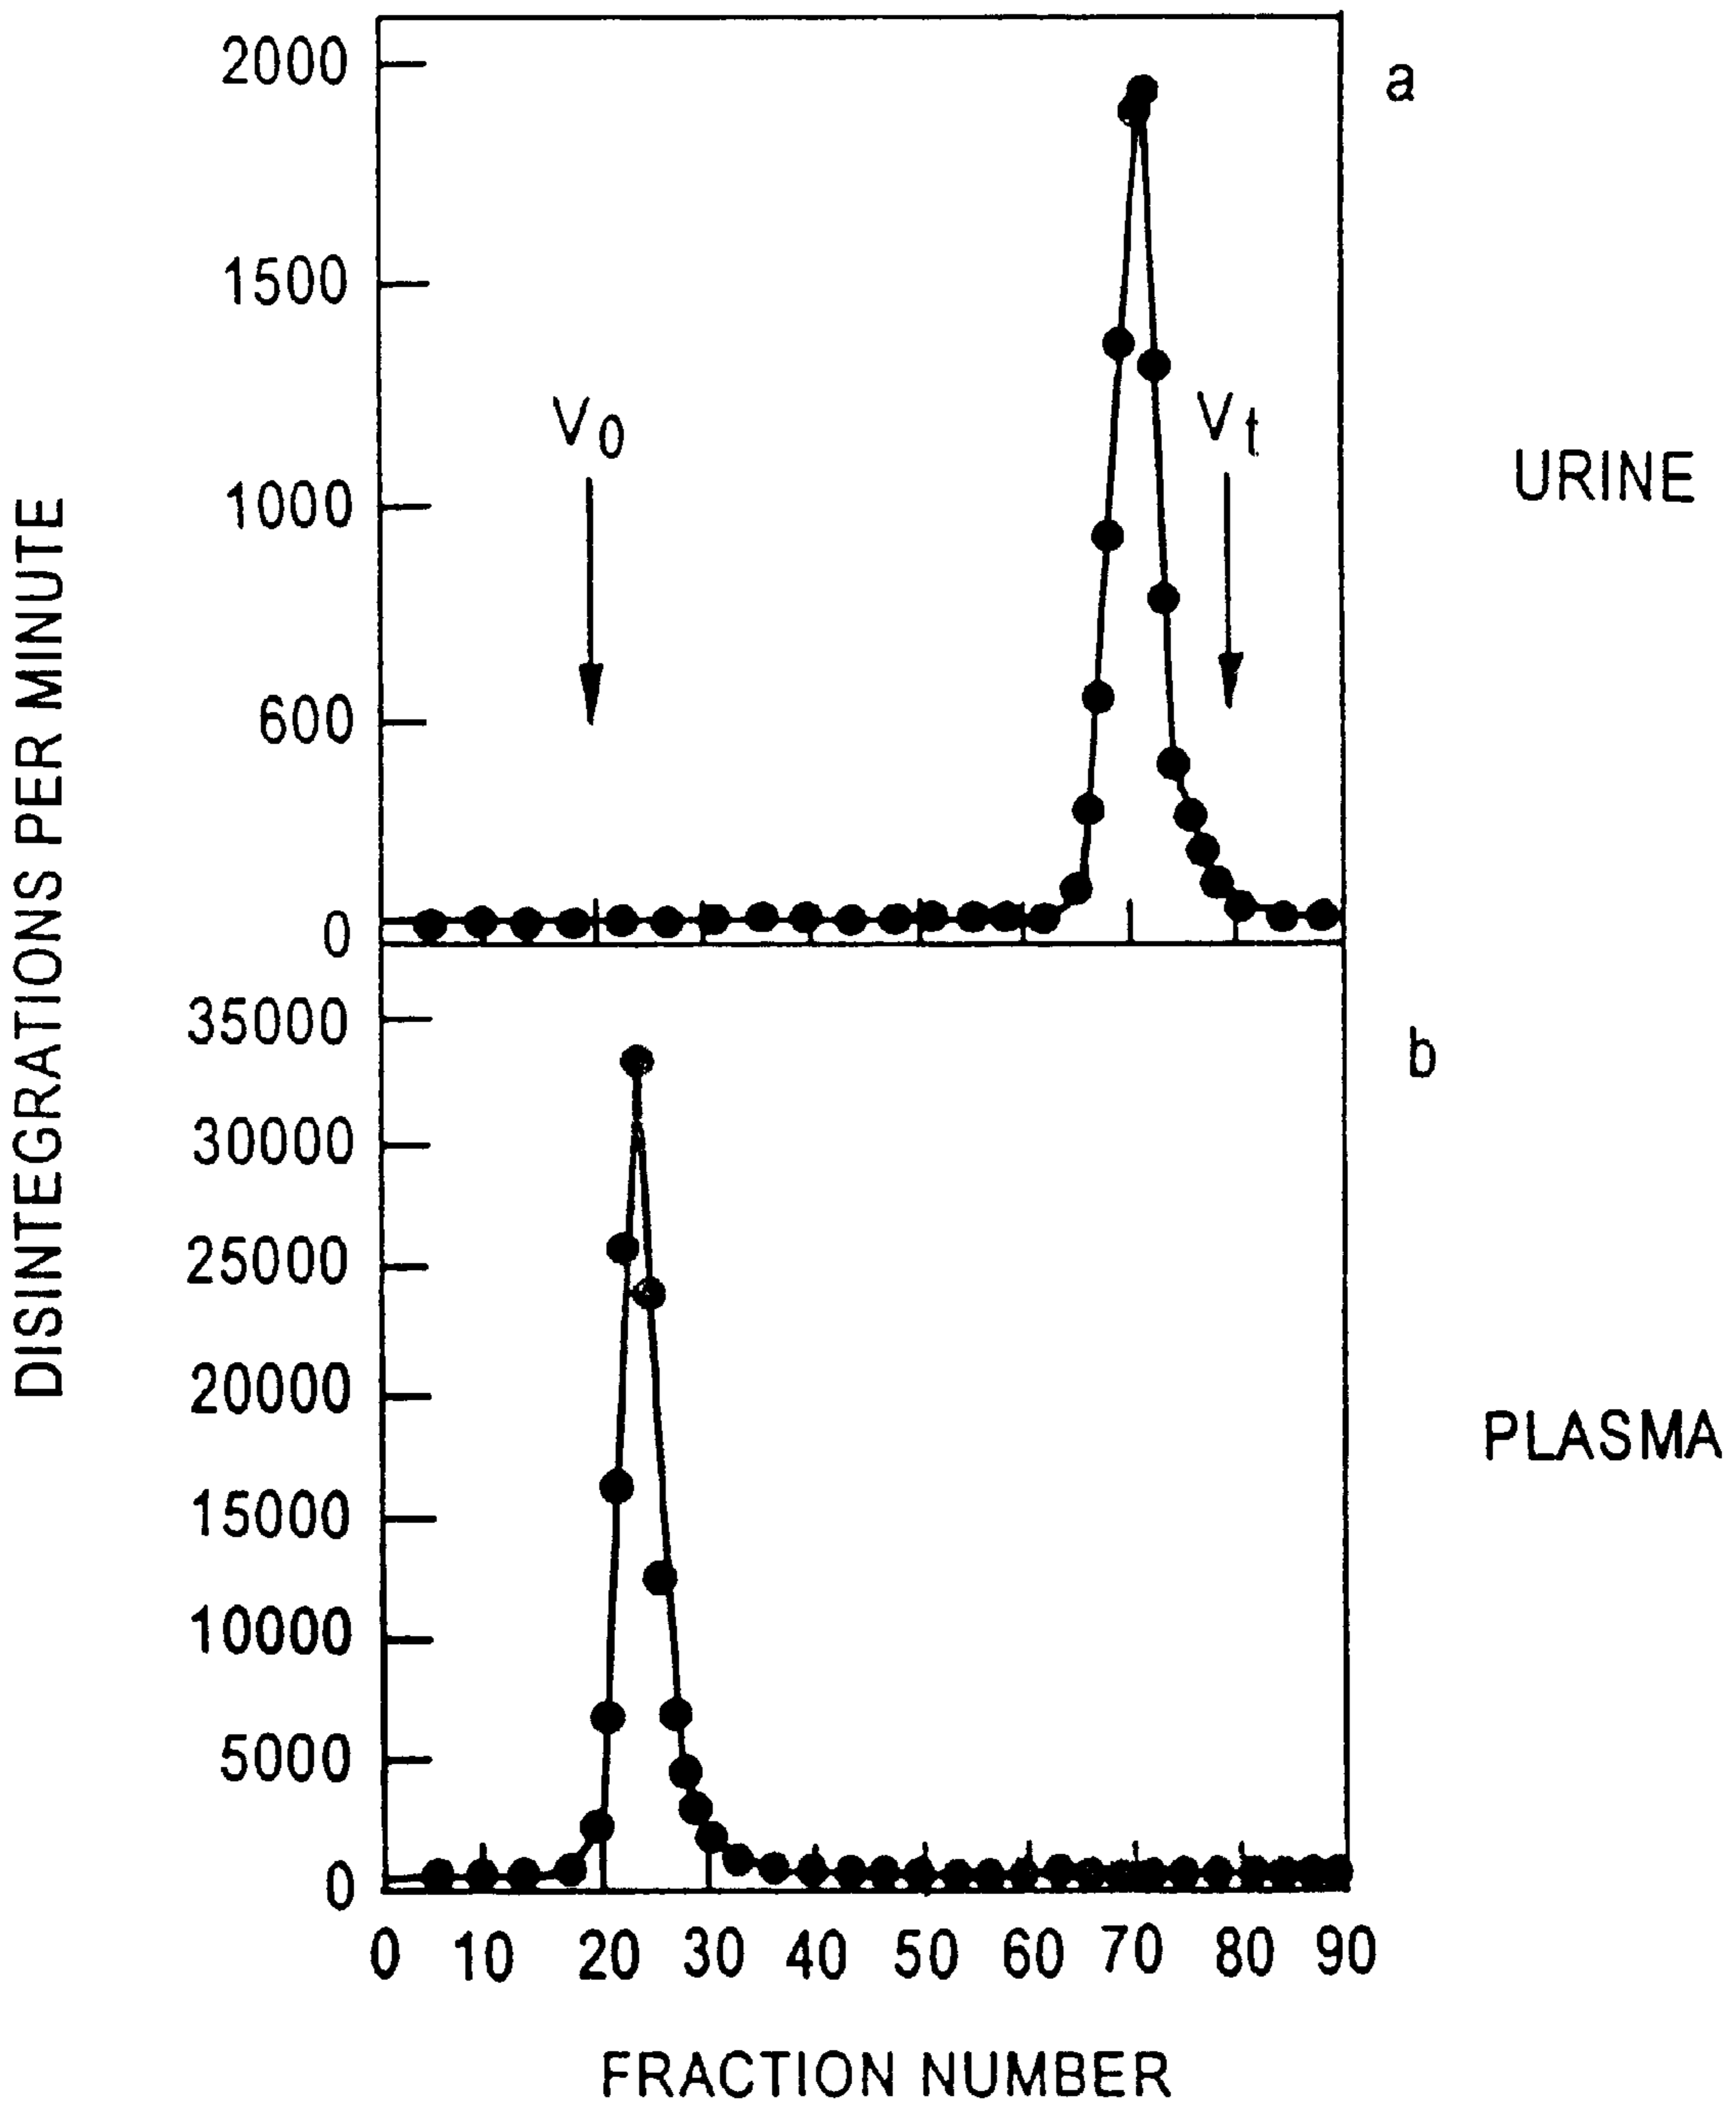 DISINTEGRATIONS PER MINUTE
2000
1500
1000
600
0
a
V0
Vt
URINE
35000
30000
25000
20000
15000
10000
5000
0
b
PLASMA
0 10 20 30 40 50 60 70 80 90
FRACTION NUMBER